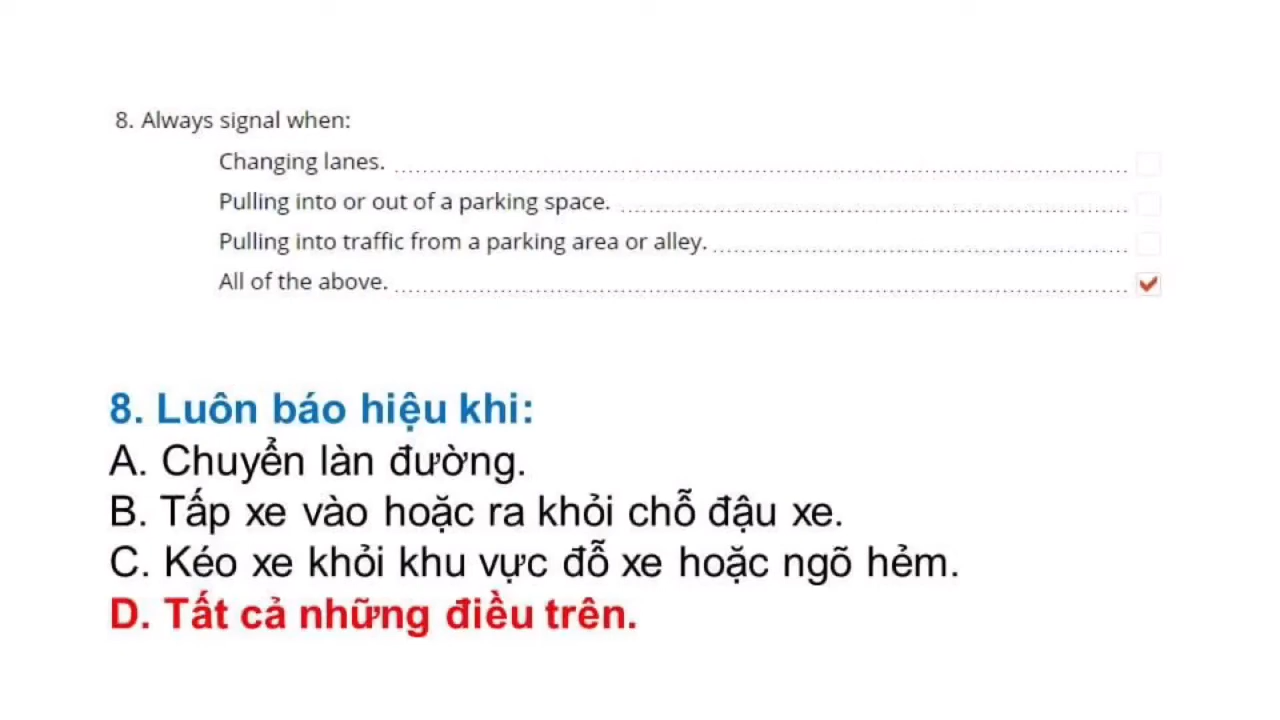 8. Always signal when:
Changing lanes.
Pulling into or out of a parking space.
Pulling into traffic from a parking area or alley.
All of the above.
8. Luôn báo hiệu khi:
A. Chuyển làn đường.
B. Tấp xe vào hoặc ra khỏi chỗ đậu xe.
C. Kéo xe khỏi khu vực đỗ xe hoặc ngõ hẻm.
D. Tất cả những điều trên.